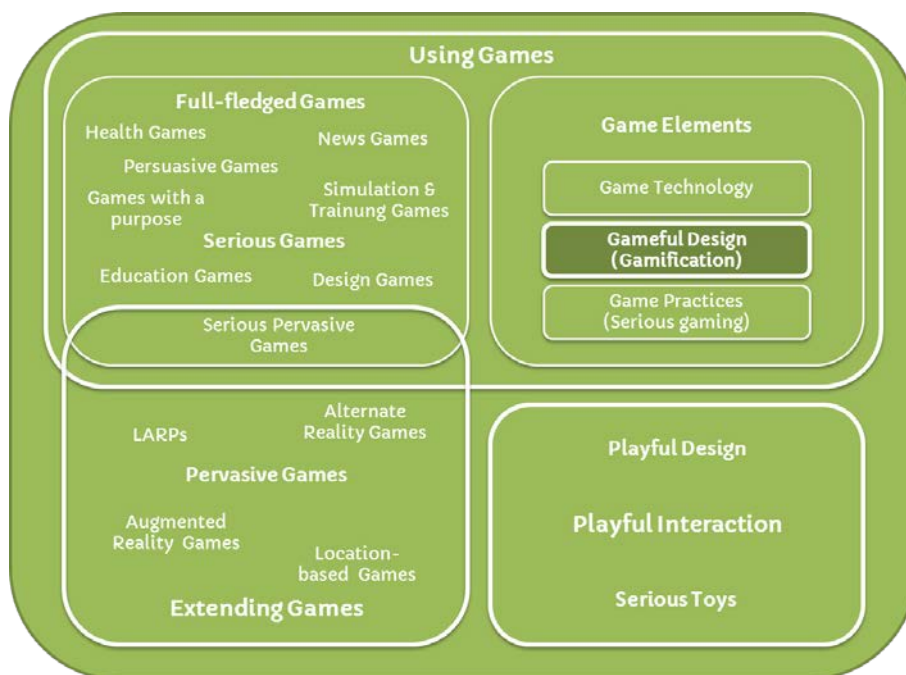 Using Games
Full-fledged Games
Health Games
News Games
Persuasive Games
Games with a
purpose
Simulation &
Trainung Games
Serious Games
Education Games
Design Games
Serious Pervasive
Games
Game Elements
Game Technology
Gameful Design
(Gamification)
Game Practices
(Serious gaming)
LARPs
Alternate
Reality Games
Pervasive Games
Augmented
Reality Games
Location-
based Games
Extending Games
Playful Design
Playful Interaction
Serious Toys